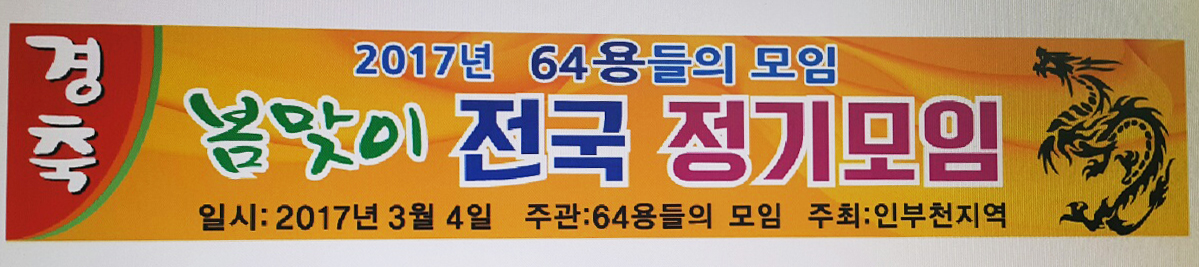 경축
2017년 64용들의 모임
봄맞이 전국 정기모임
일시: 2017년 3월 4일 주관:64용들의 모임 주최:인부천지역